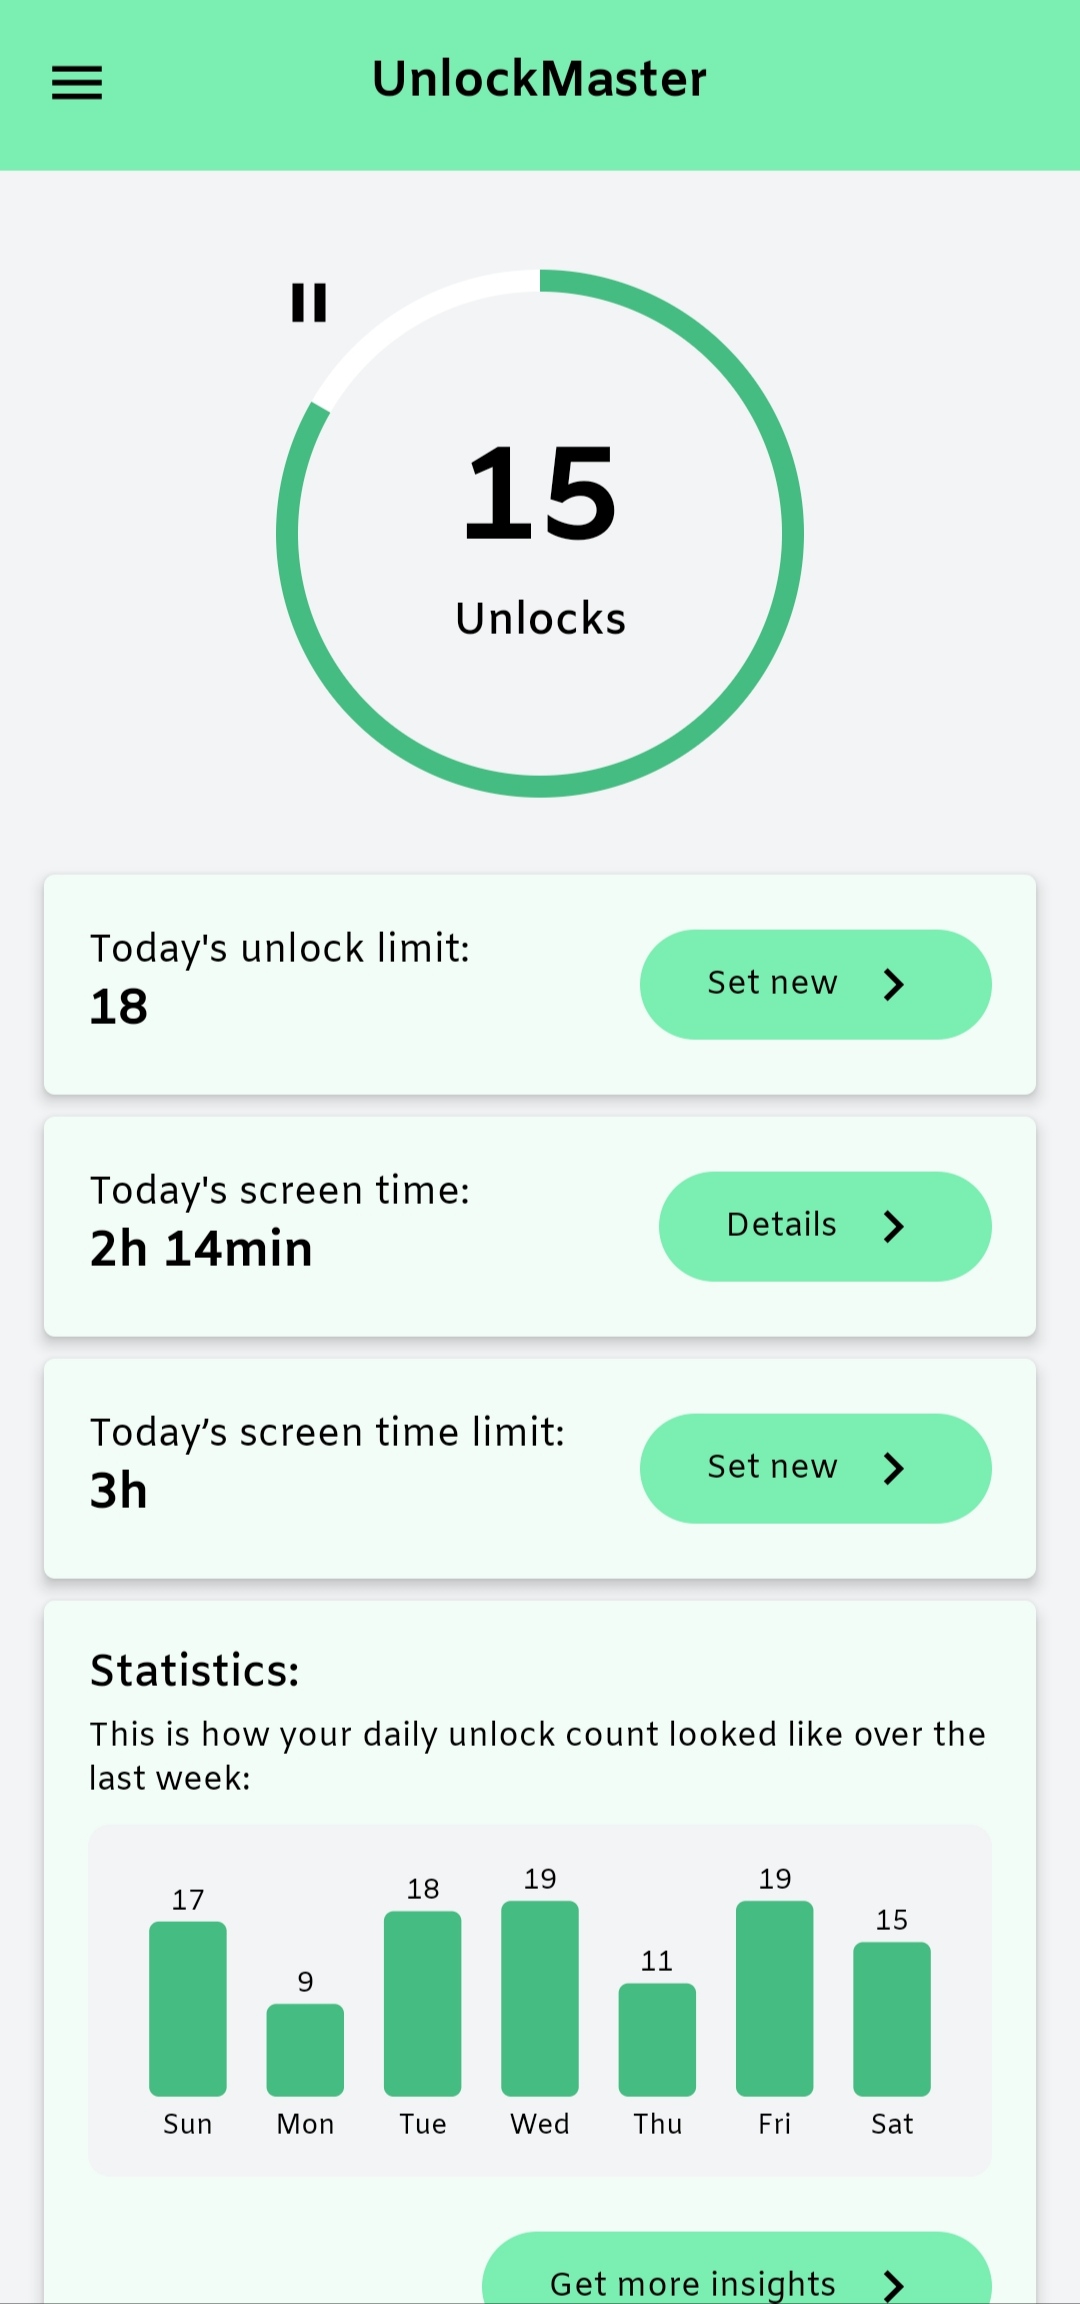 UnlockMaster
15
Unlocks
Today's unlock limit:
18
Set new
Today's screen time:
2h 14min
Details
Today’s screen time limit:
3h
Set new
Statistics:
This is how your daily unlock count looked like over the
last week:
17 9 18 19 11 19 15
Sun Mon Tue Wed Thu Fri Sat
Get more insights